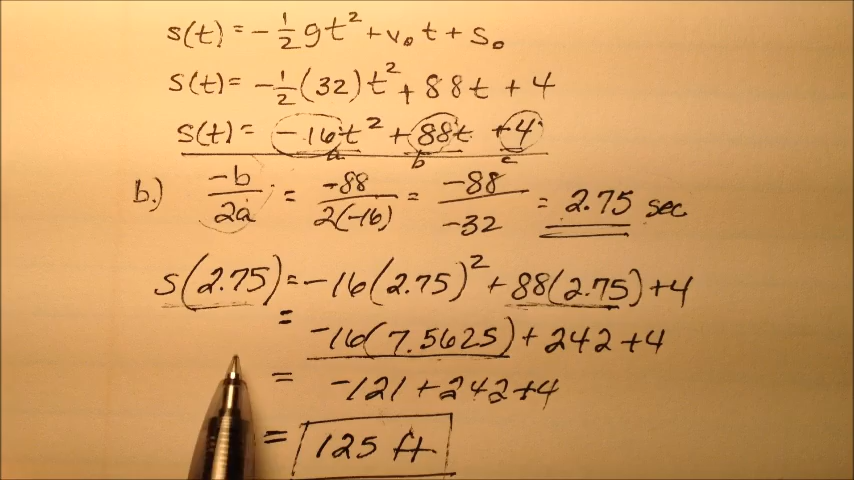 s(t) = -1/2 gt² + v₀t + s₀
s(t) = -1/2(32)t² + 88t + 4
s(t) = -16t² + 88t + 4
a b c
b.) -b/2a = -88/2(-16) = -88/-32 = 2.75 sec
s(2.75) = -16(2.75)² + 88(2.75) + 4
= -16(7.5625) + 242 + 4
= -121 + 242 + 4
= 125 ft.